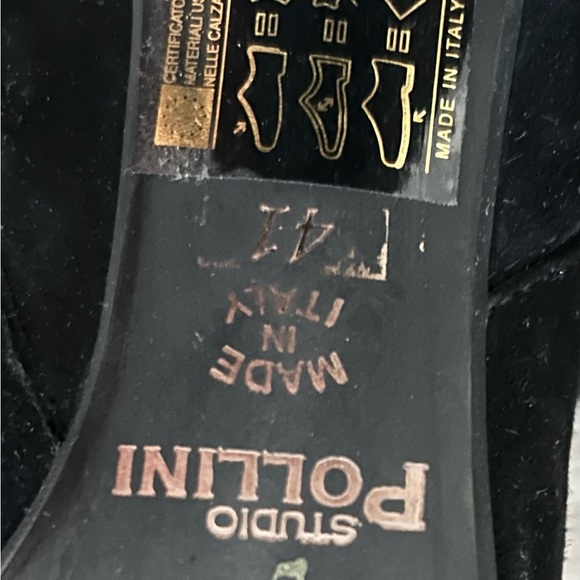 STUDIO
POLLINI
MADE
IN
ITALY
41
CERTIFICATO
MATERIALI US
NELLE CALZA
MADE IN ITALY